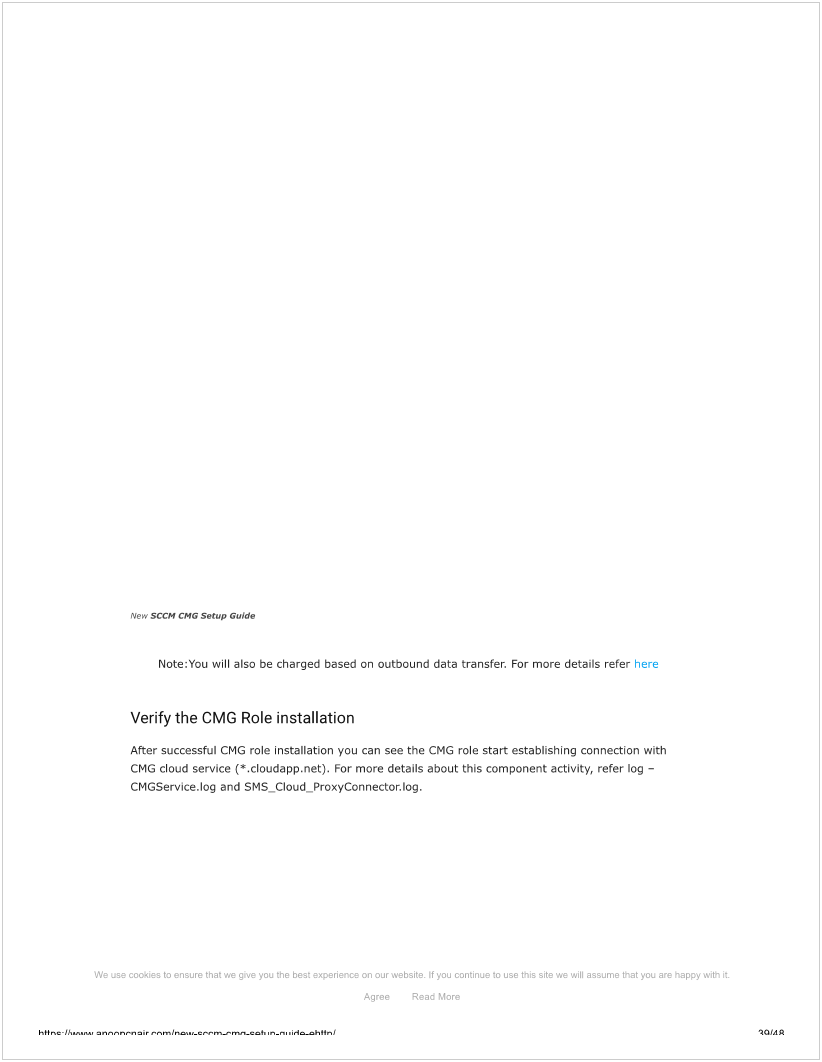 New SCCM CMG Setup Guide
Note:You will also be charged based on outbound data transfer. For more details refer here
Verify the CMG Role installation
After successful CMG role installation you can see the CMG role start establishing connection with
CMG cloud service (*.cloudapp.net). For more details about this component activity, refer log –
CMGService.log and SMS_Cloud_ProxyConnector.log.
We use cookies to ensure that we give you the best experience on our website. If you continue to use this site we will assume that you are happy with it.
Agree Read More
https://www.anoopcnair.com/new-sccm-cmg-setup-guide-ehttp/ 39/48